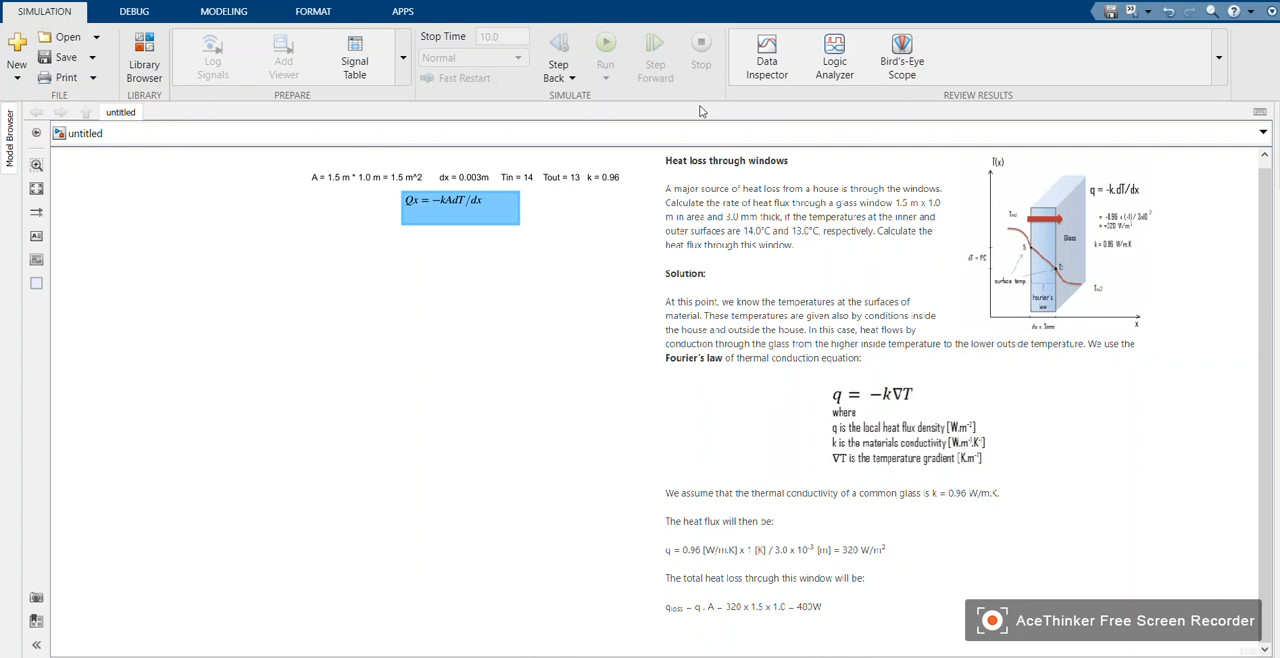 SIMULATION DEBUG MODELING FORMAT APPS
New
Open
Save
Print
FILE
Library
Browser
LIBRARY
Log
Signals
Add
Viewer
Signal
Table
PREPARE
Stop Time 10.0
Normal
Fast Restart
Step
Back
Run
Step
Forward
Stop
SIMULATE
Data
Inspector
Logic
Analyzer
Bird's-Eye
Scope
REVIEW RESULTS
Model Browser
untitled
untitled
A = 1.5 m * 1.0 m = 1.5 m^2 dx = 0.003m Tin = 14 Tout = 13 k = 0.96
Qx = −kAdT/dx
Heat loss through windows
A major source of heat loss from a house is through the windows.
Calculate the rate of heat flux through a glass window 1.5 m x 1.0
m in area and 3.0 mm thick, if the temperatures at the inner and
outer surfaces are 14.0°C and 13.0°C, respectively. Calculate the
heat flux through this window.
Solution:
At this point, we know the temperatures at the surfaces of
material. These temperatures are given also by conditions inside
the house and outside the house. In this case, heat flows by
conduction through the glass from the higher inside temperature to the lower outside temperature. We use the
Fourier's law of thermal conduction equation:
T(x)
q = -k.dT/dx
= -0.96 x (-1) / 3x10⁻²
= +320 W/m²
k = 0.96 W/m.K
Glass
dT = 1°C
surface temp.
Fourier's
law
dx = 3mm
x
q = −k∇T
where
q is the local heat flux density [W.m⁻²]
k is the materials conductivity [W.m⁻¹.K⁻¹]
∇T is the temperature gradient [K.m⁻¹]
We assume that the thermal conductivity of a common glass is k = 0.96 W/m.K.
The heat flux will then be:
q = 0.96 [W/m.K] x 1 [K] / 3.0 x 10⁻³ [m] = 320 W/m²
The total heat loss through this window will be:
qloss = q . A = 320 x 1.5 x 1.0 = 480W
AceThinker Free Screen Recorder